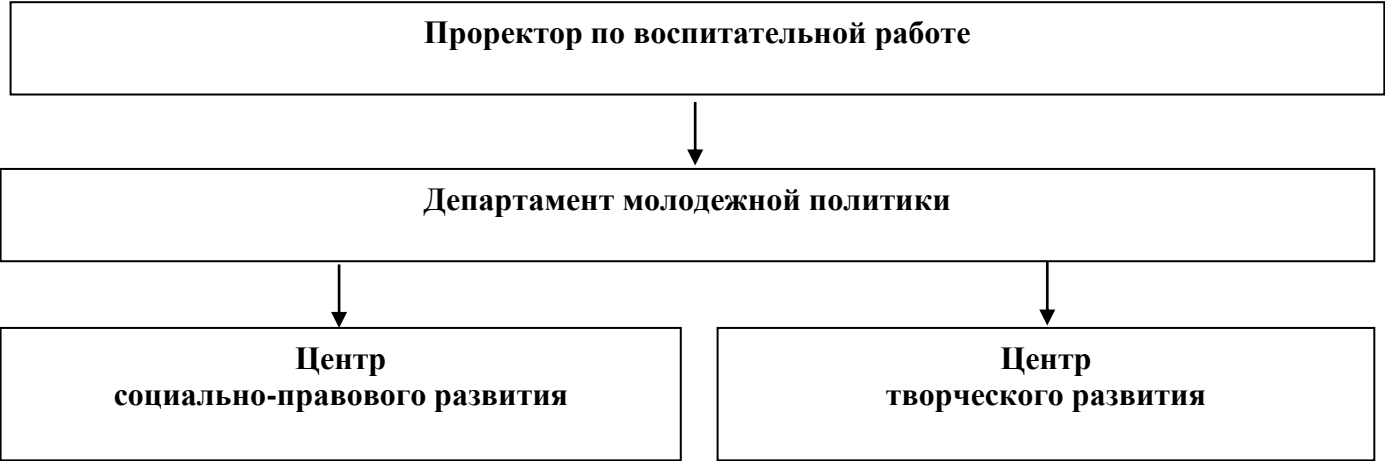 Проректор по воспитательной работе
Департамент молодежной политики
Центр
социально-правового развития
Центр
творческого развития